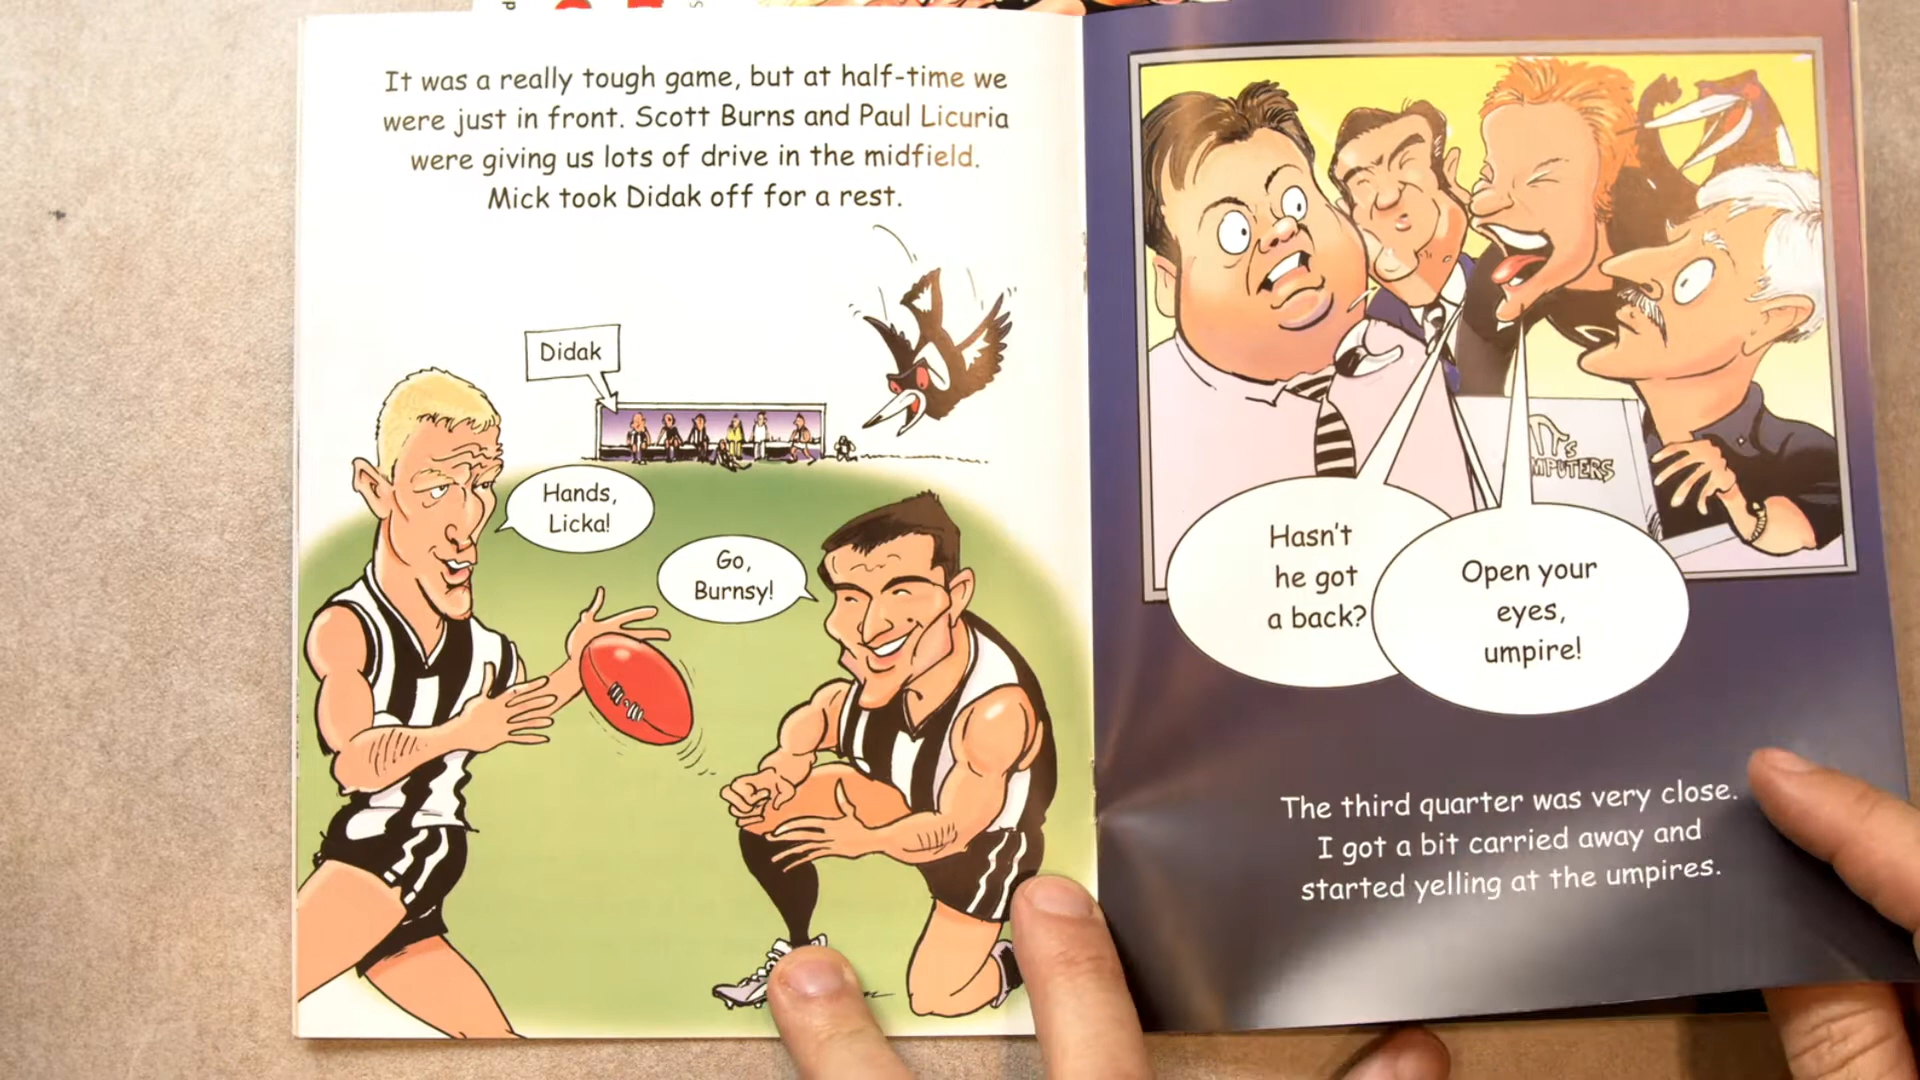 It was a really tough game, but at half-time we
were just in front. Scott Burns and Paul Licuria
were giving us lots of drive in the midfield.
Mick took Didak off for a rest.
Didak
Hands,
Licka!
Go,
Burnsy!
Hasn't
he got
a back?
Open your
eyes,
umpire!
The third quarter was very close.
I got a bit carried away and
started yelling at the umpires.